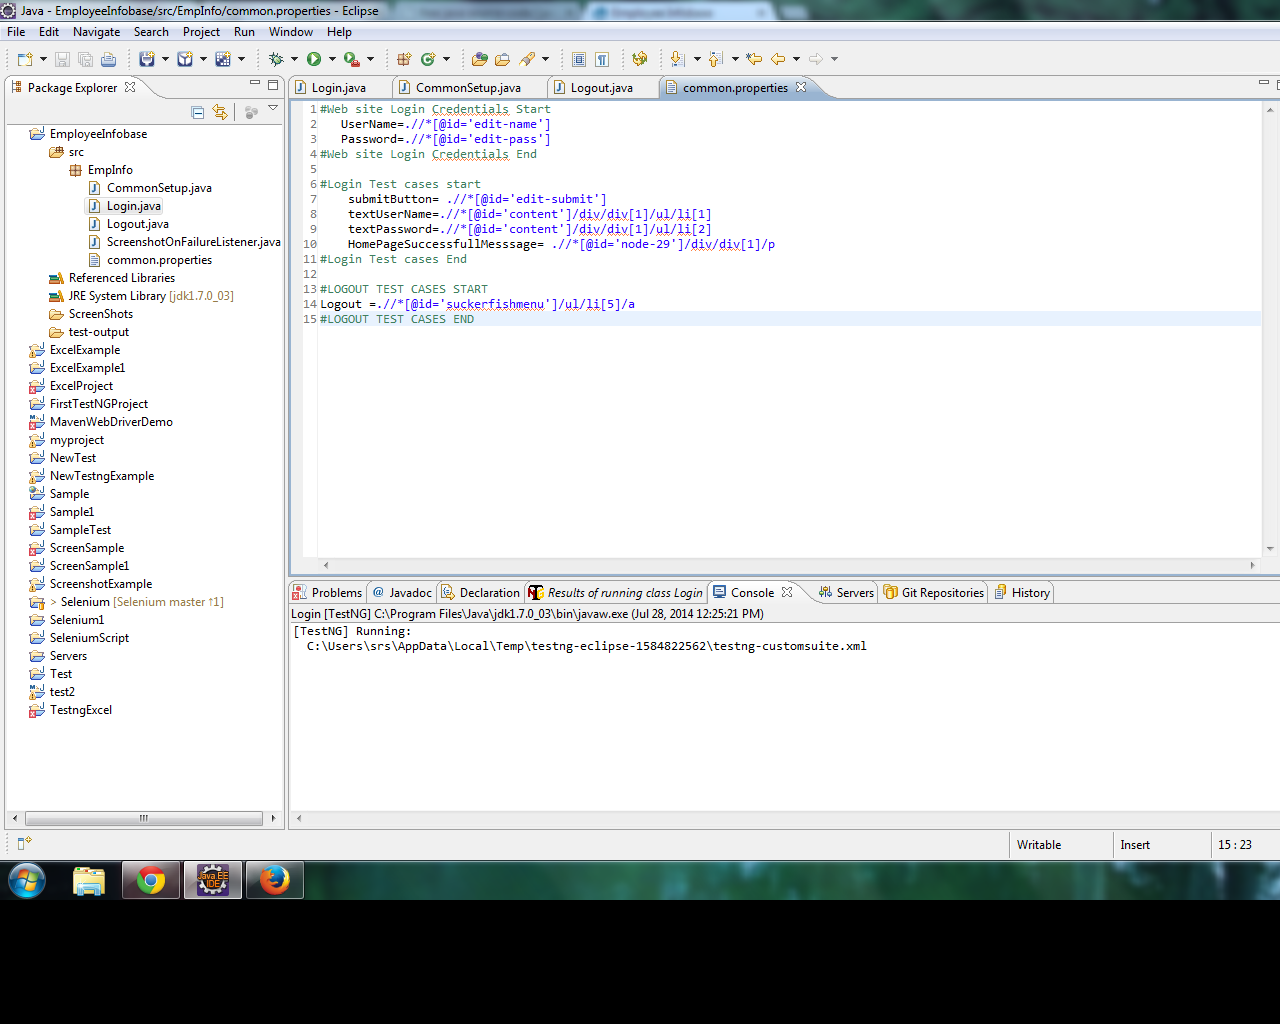 Java - EmployeeInfobase/src/EmpInfo/common.properties - Eclipse
File Edit Navigate Search Project Run Window Help
Package Explorer
Login.java CommonSetup.java Logout.java common.properties
EmployeeInfobase
src
EmpInfo
CommonSetup.java
Login.java
Logout.java
ScreenshotOnFailureListener.java
common.properties
Referenced Libraries
JRE System Library [jdk1.7.0_03]
ScreenShots
test-output
ExcelExample
ExcelExample1
ExcelProject
FirstTestNGProject
MavenWebDriverDemo
myproject
NewTest
NewTestngExample
Sample
Sample1
SampleTest
ScreenSample
ScreenSample1
ScreenshotExample
> Selenium [Selenium master ↑1]
Selenium1
SeleniumScript
Servers
Test
test2
TestngExcel
1 #Web site Login Credentials Start
2 UserName=.//*[@id='edit-name']
3 Password=.//*[@id='edit-pass']
4 #Web site Login Credentials End
5
6 #Login Test cases start
7 submitButton= .//*[@id='edit-submit']
8 textUserName=.//*[@id='content']/div/div[1]/ul/li[1]
9 textPassword=.//*[@id='content']/div/div[1]/ul/li[2]
10 HomePageSuccessfullMesssage= .//*[@id='node-29']/div/div[1]/p
11 #Login Test cases End
12
13 #LOGOUT TEST CASES START
14 Logout =.//*[@id='suckerfishmenu']/ul/li[5]/a
15 #LOGOUT TEST CASES END
Problems @ Javadoc Declaration Results of running class Login Console Servers Git Repositories History
Login [TestNG] C:\Program Files\Java\jdk1.7.0_03\bin\javaw.exe (Jul 28, 2014 12:25:21 PM)
[TestNG] Running:
C:\Users\srs\AppData\Local\Temp\testng-eclipse-1584822562\testng-customsuite.xml
Writable Insert 15 : 23
Java EE
IDE